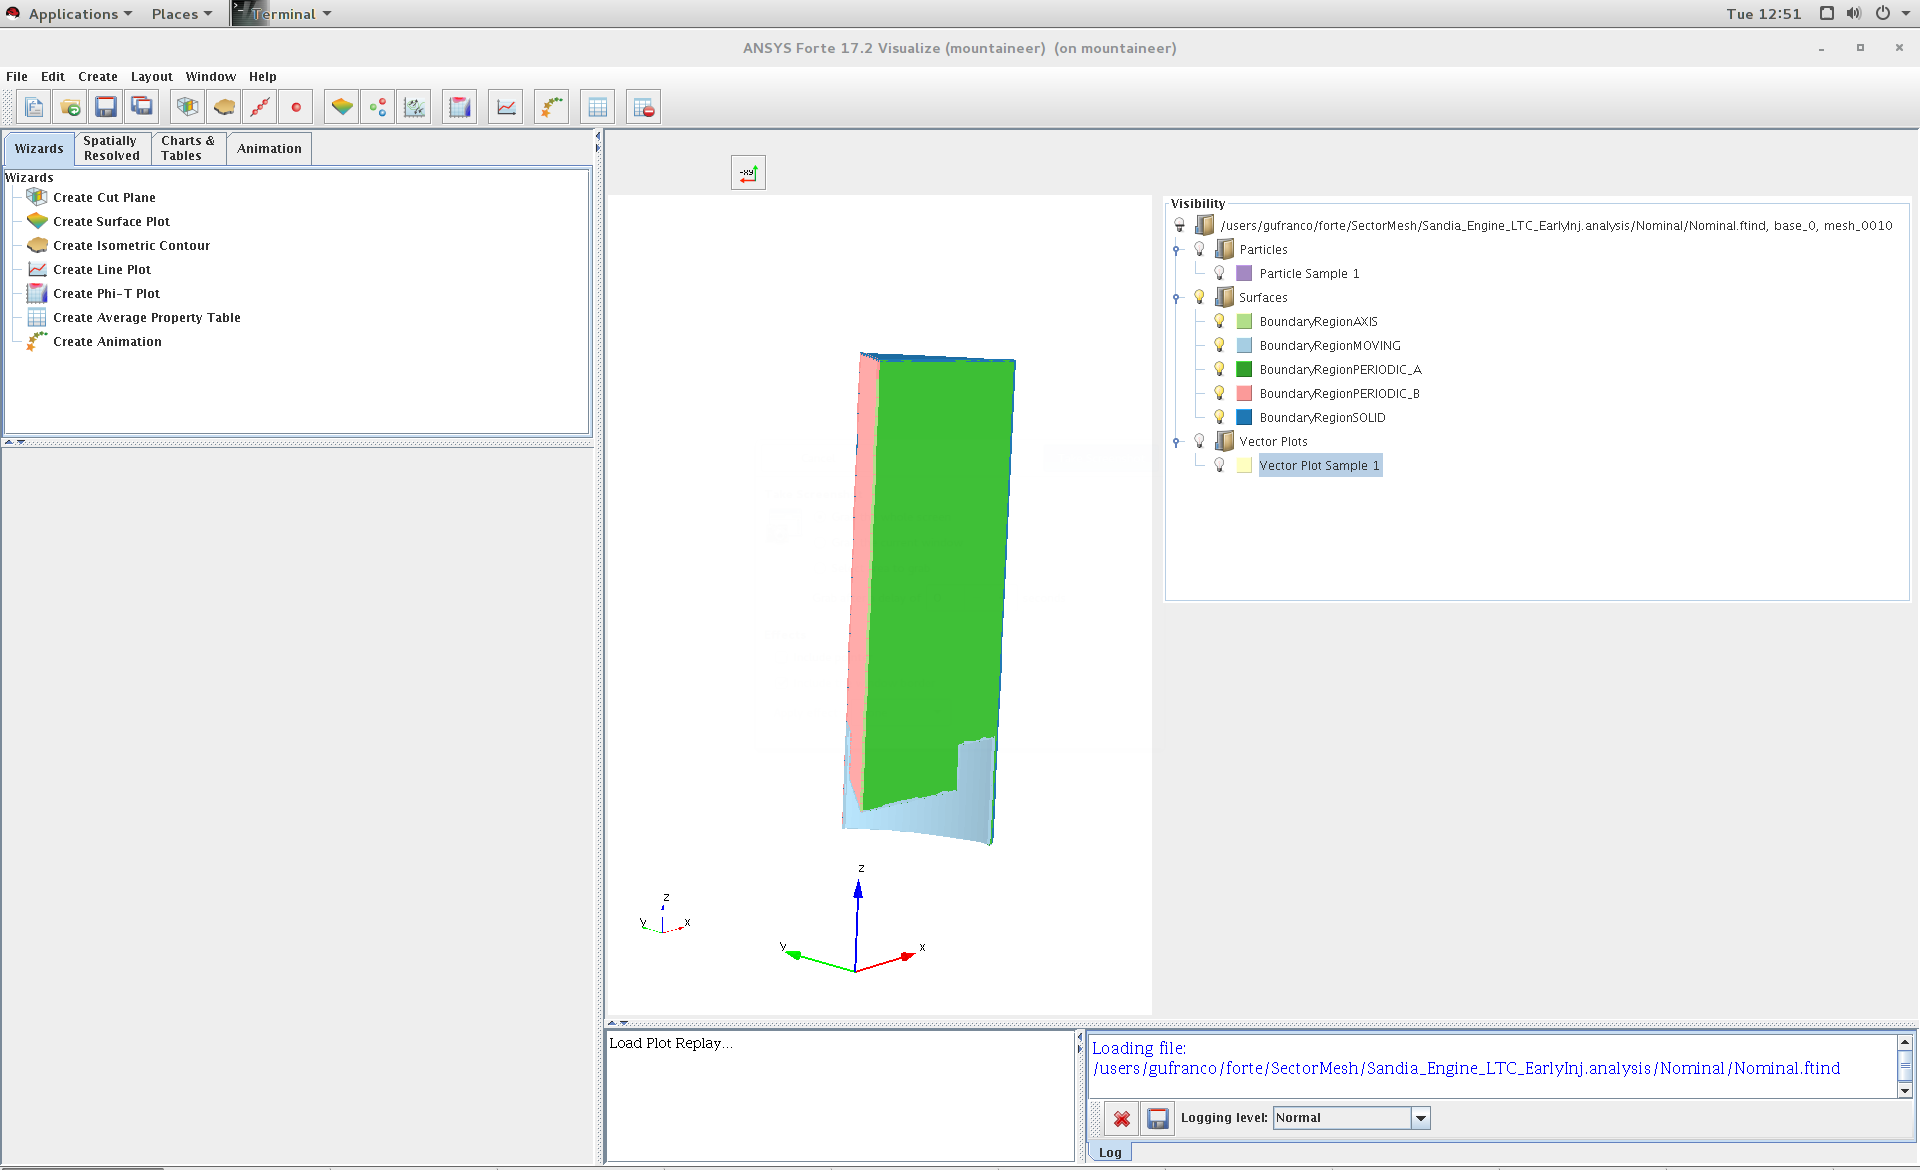 Applications Places Terminal Tue 12:51
ANSYS Forte 17.2 Visualize (mountaineer) (on mountaineer)
File Edit Create Layout Window Help
Wizards Spatially Resolved Charts & Tables Animation
Wizards
Create Cut Plane
Create Surface Plot
Create Isometric Contour
Create Line Plot
Create Phi-T Plot
Create Average Property Table
Create Animation
-xy
Visibility
/users/gufranco/forte/SectorMesh/Sandia_Engine_LTC_EarlyInj.analysis/Nominal/Nominal.ftind, base_0, mesh_0010
Particles
Particle Sample 1
Surfaces
BoundaryRegionAXIS
BoundaryRegionMOVING
BoundaryRegionPERIODIC_A
BoundaryRegionPERIODIC_B
BoundaryRegionSOLID
Vector Plots
Vector Plot Sample 1
z
y x
z
y x
Load Plot Replay...
Loading file:
/users/gufranco/forte/SectorMesh/Sandia_Engine_LTC_EarlyInj.analysis/Nominal/Nominal.ftind
Logging level: Normal
Log